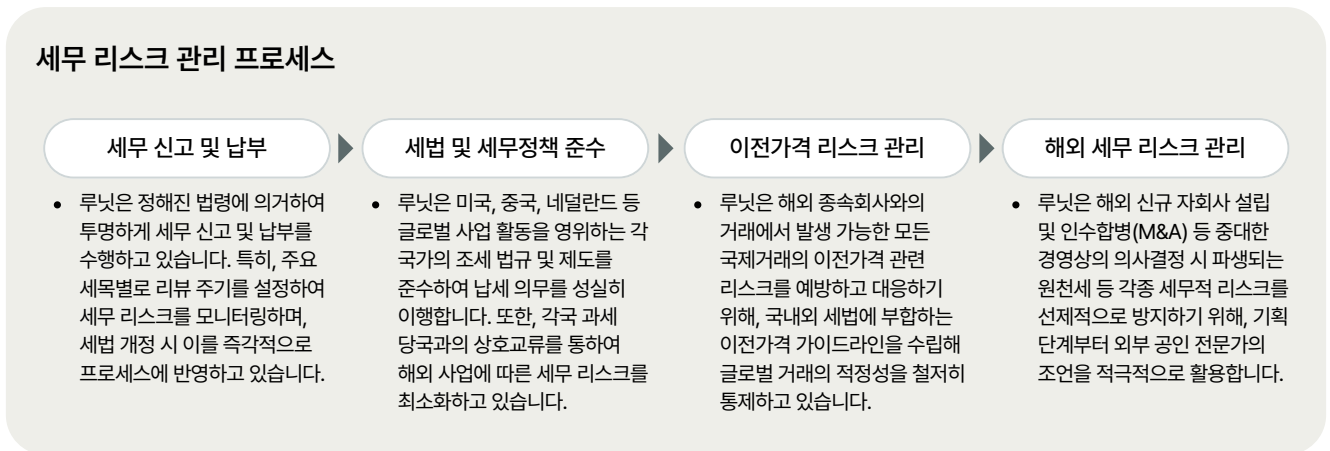 세무 리스크 관리 프로세스
세무 신고 및 납부
• 루닛은 정해진 법령에 의거하여
투명하게 세무 신고 및 납부를
수행하고 있습니다. 특히, 주요
세목별로 리뷰 주기를 설정하여
세무 리스크를 모니터링하며,
세법 개정 시 이를 즉각적으로
프로세스에 반영하고 있습니다.
세법 및 세무정책 준수
• 루닛은 미국, 중국, 네덜란드 등
글로벌 사업 활동을 영위하는 각
국가의 조세 법규 및 제도를
준수하여 납세 의무를 성실히
이행합니다. 또한, 각국 과세
당국과의 상호교류를 통하여
해외 사업에 따른 세무 리스크를
최소화하고 있습니다.
이전가격 리스크 관리
• 루닛은 해외 종속회사와의
거래에서 발생 가능한 모든
국제거래의 이전가격 관련
리스크를 예방하고 대응하기
위해, 국내외 세법에 부합하는
이전가격 가이드라인을 수립해
글로벌 거래의 적정성을 철저히
통제하고 있습니다.
해외 세무 리스크 관리
• 루닛은 해외 신규 자회사 설립
및 인수합병(M&A) 등 중대한
경영상의 의사결정 시 파생되는
원천세 등 각종 세무적 리스크를
선제적으로 방지하기 위해, 기획
단계부터 외부 공인 전문가의
조언을 적극적으로 활용합니다.